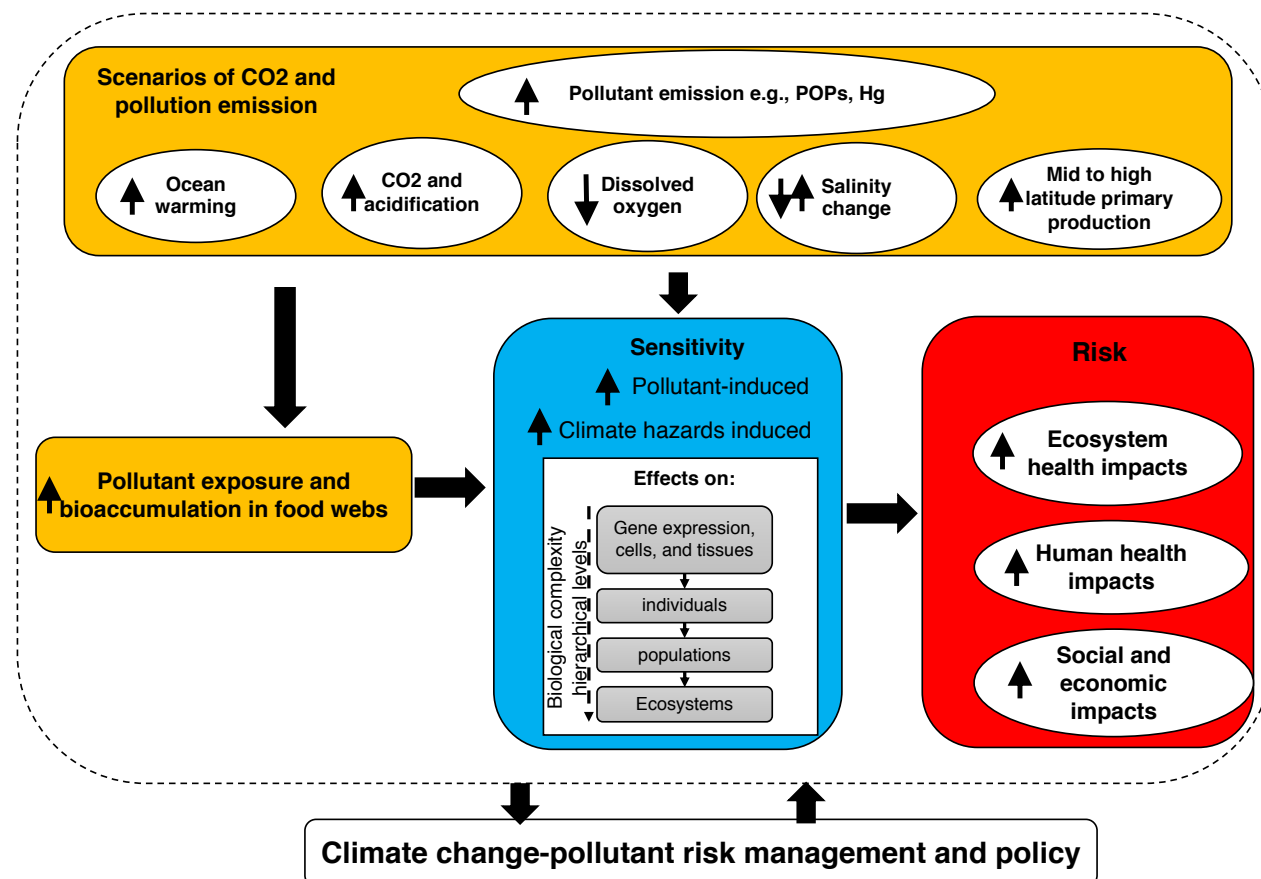 Scenarios of CO2 and
pollution emission
Pollutant emission e.g., POPs, Hg
Ocean
warming
CO2 and
acidification
Dissolved
oxygen
Salinity
change
Mid to high
latitude primary
production
Pollutant exposure and
bioaccumulation in food webs
Sensitivity
Pollutant-induced
Climate hazards induced
Effects on:
Biological complexity
hierarchical levels
Gene expression,
cells, and tissues
individuals
populations
Ecosystems
Risk
Ecosystem
health impacts
Human health
impacts
Social and
economic
impacts
Climate change-pollutant risk management and policy